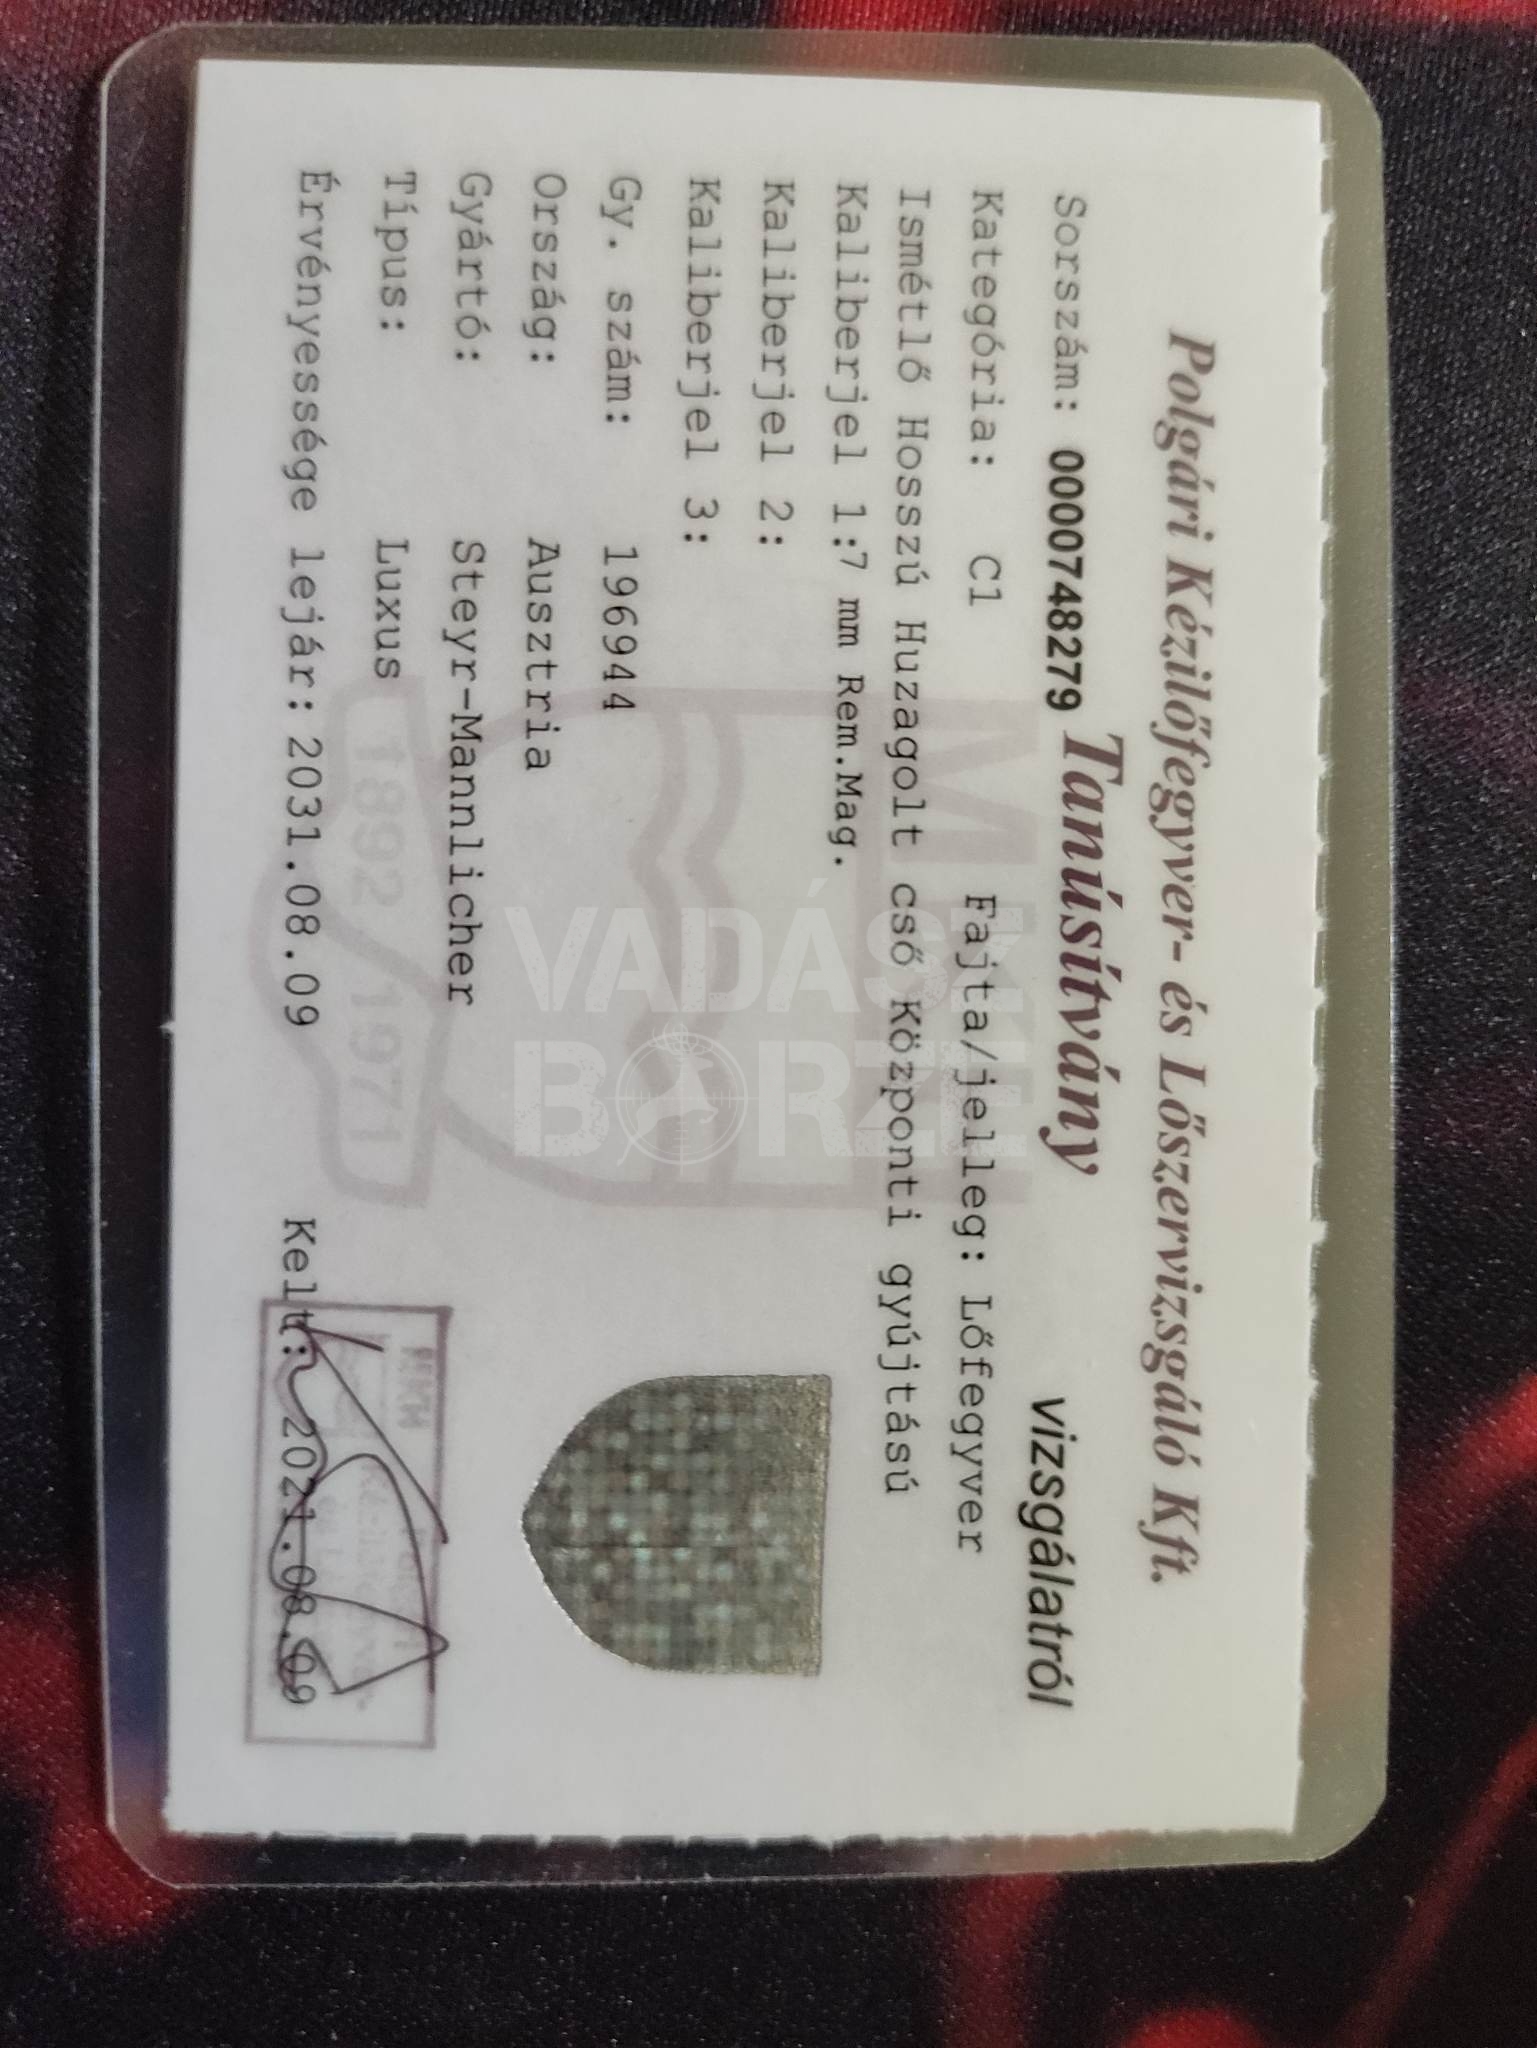 Polgári Kézilőfegyver- és Lőszervizsgáló Kft.
Tanúsítvány
Sorszám: 0000748279 vizsgálatról
Kategória: C1 Fajta/jelleg: Lőfegyver
Ismétlő Hosszú Huzagolt cső Központi gyújtású
Kaliberjel 1:7 mm Rem.Mag.
Kaliberjel 2:
Kaliberjel 3:
Gy. szám: 196944
Ország: Ausztria
Gyártó: Steyr-Mannlicher
Típus: Luxus
Érvényessége lejár: 2031.08.09 Kelt: 2021.08.09
1892 1971
VADÁSZ
BÖRZE